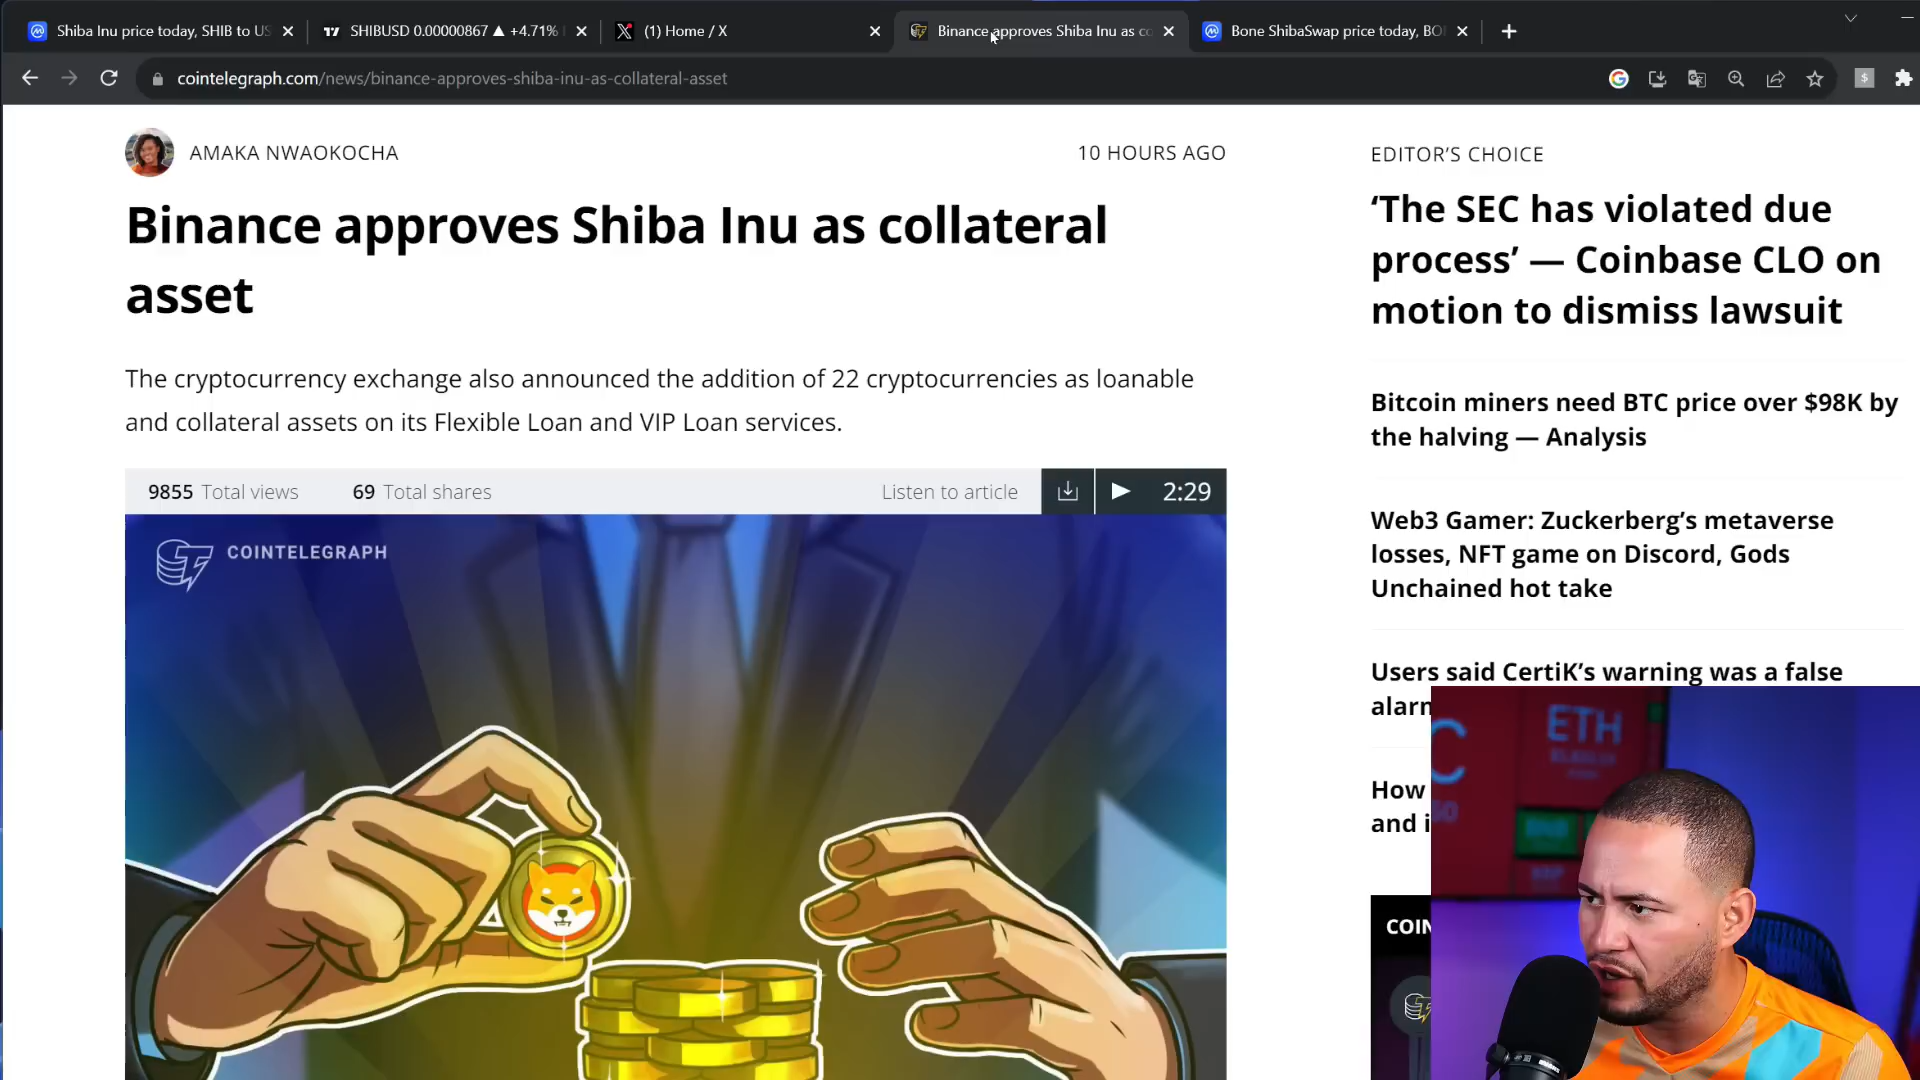 Shiba Inu price today, SHIB to US
SHIBUSD 0.00000867 ▲ +4.71%
(1) Home / X
Binance approves Shiba Inu as co
Bone ShibaSwap price today, BO
cointelegraph.com/news/binance-approves-shiba-inu-as-collateral-asset
AMAKA NWAOKOCHA
10 HOURS AGO
Binance approves Shiba Inu as collateral
asset
The cryptocurrency exchange also announced the addition of 22 cryptocurrencies as loanable
and collateral assets on its Flexible Loan and VIP Loan services.
9855 Total views
69 Total shares
Listen to article
2:29
COINTELEGRAPH
EDITOR'S CHOICE
‘The SEC has violated due
process’ — Coinbase CLO on
motion to dismiss lawsuit
Bitcoin miners need BTC price over $98K by
the halving — Analysis
Web3 Gamer: Zuckerberg’s metaverse
losses, NFT game on Discord, Gods
Unchained hot take
Users said CertiK’s warning was a false
alarm
How
and i
COIN
ETH